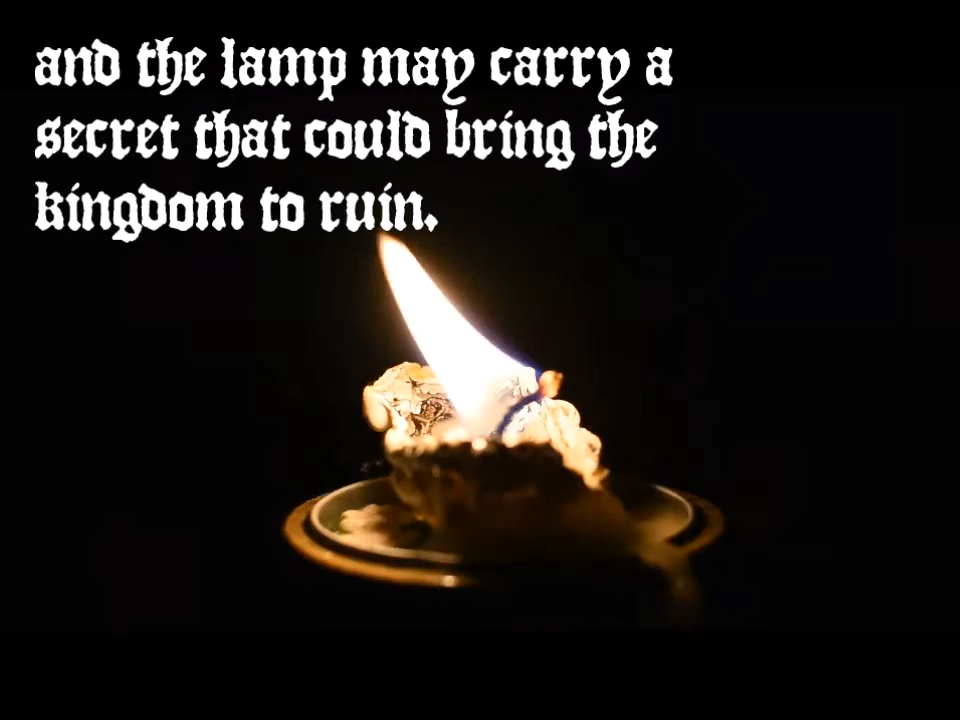 and the lamp may carry a
secret that could bring the
kingdom to ruin.